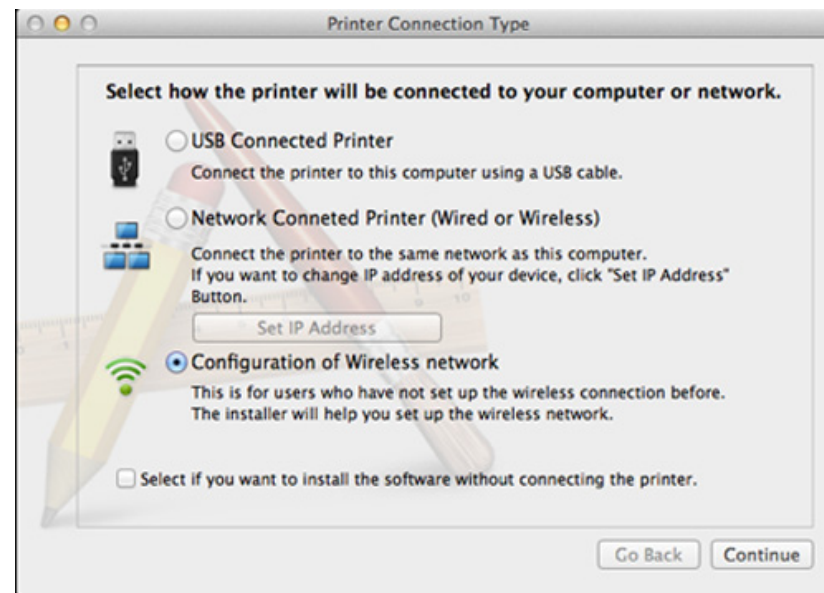 Printer Connection Type
Select how the printer will be connected to your computer or network.
USB Connected Printer
Connect the printer to this computer using a USB cable.
Network Conneted Printer (Wired or Wireless)
Connect the printer to the same network as this computer.
If you want to change IP address of your device, click "Set IP Address"
Button.
Set IP Address
Configuration of Wireless network
This is for users who have not set up the wireless connection before.
The installer will help you set up the wireless network.
Select if you want to install the software without connecting the printer.
Go Back Continue